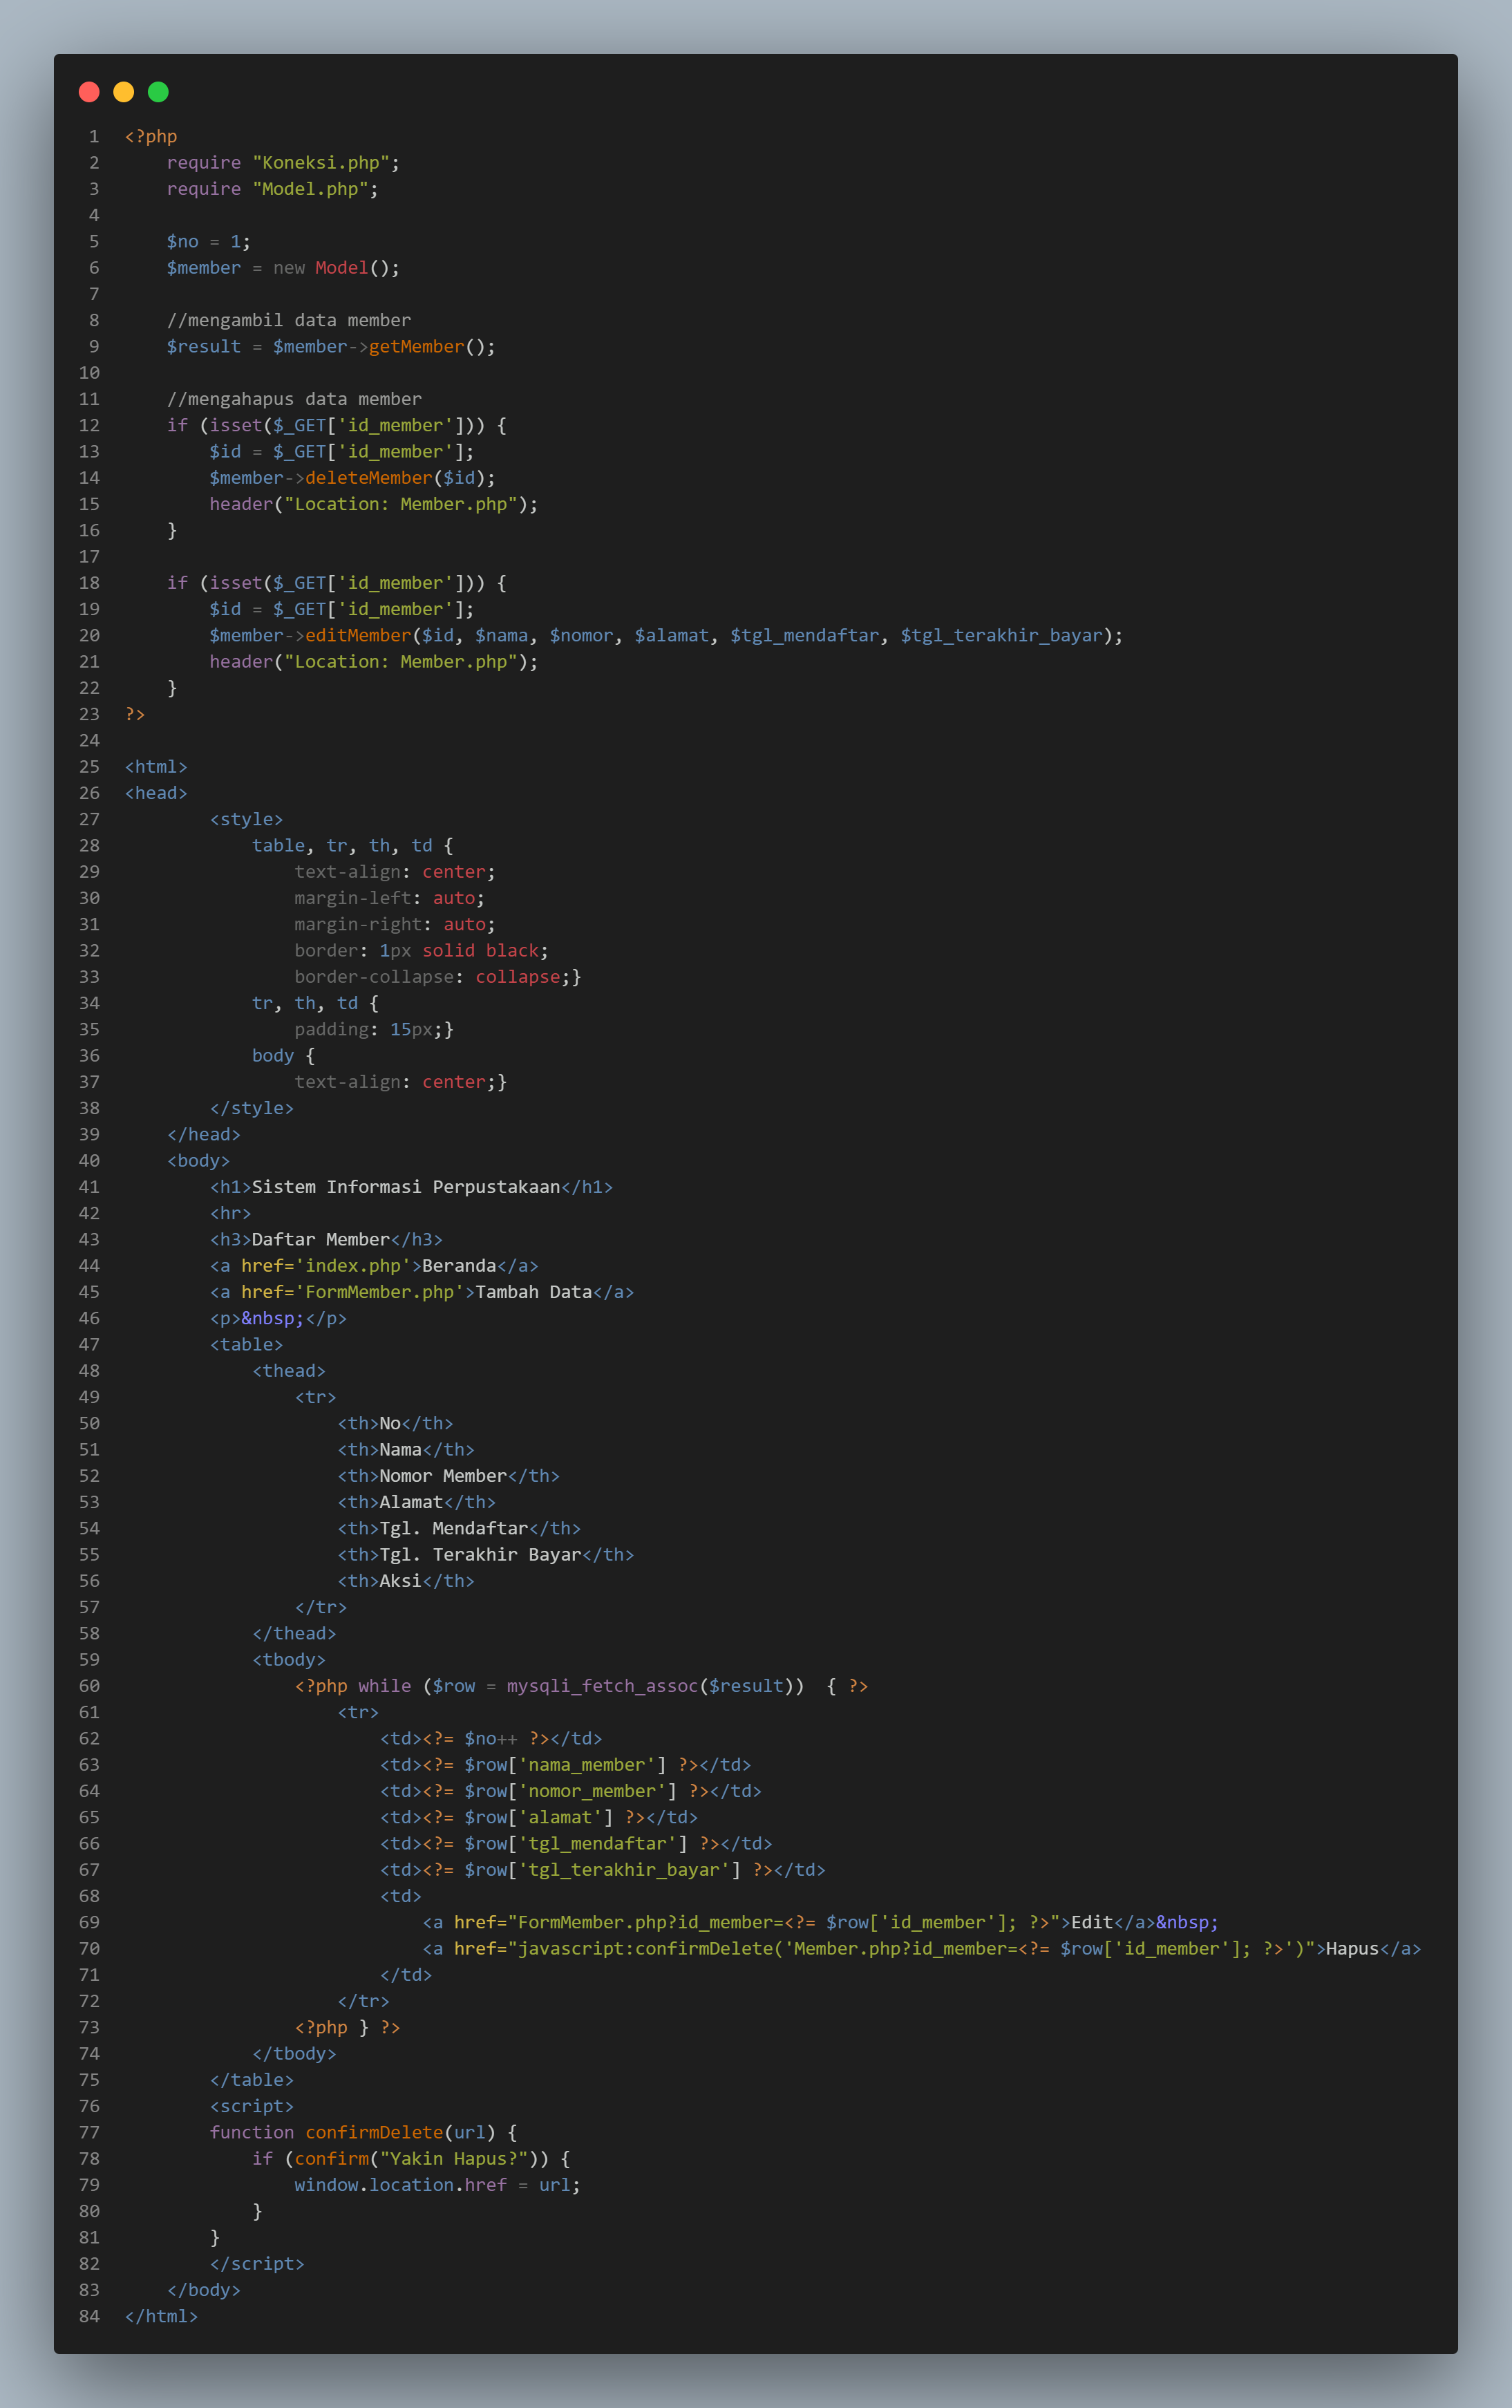 1 <?php
2     require "Koneksi.php";
3     require "Model.php";
4
5     $no = 1;
6     $member = new Model();
7
8     //mengambil data member
9     $result = $member->getMember();
10
11     //mengahapus data member
12     if (isset($_GET['id_member'])) {
13         $id = $_GET['id_member'];
14         $member->deleteMember($id);
15         header("Location: Member.php");
16     }
17
18     if (isset($_GET['id_member'])) {
19         $id = $_GET['id_member'];
20         $member->editMember($id, $nama, $nomor, $alamat, $tgl_mendaftar, $tgl_terakhir_bayar);
21         header("Location: Member.php");
22     }
23 ?>
24
25 <html>
26 <head>
27         <style>
28             table, tr, th, td {
29                 text-align: center;
30                 margin-left: auto;
31                 margin-right: auto;
32                 border: 1px solid black;
33                 border-collapse: collapse;}
34             tr, th, td {
35                 padding: 15px;}
36             body {
37                 text-align: center;}
38         </style>
39     </head>
40     <body>
41         <h1>Sistem Informasi Perpustakaan</h1>
42         <hr>
43         <h3>Daftar Member</h3>
44         <a href='index.php'>Beranda</a>
45         <a href='FormMember.php'>Tambah Data</a>
46         <p>&nbsp;</p>
47         <table>
48             <thead>
49                 <tr>
50                     <th>No</th>
51                     <th>Nama</th>
52                     <th>Nomor Member</th>
53                     <th>Alamat</th>
54                     <th>Tgl. Mendaftar</th>
55                     <th>Tgl. Terakhir Bayar</th>
56                     <th>Aksi</th>
57                 </tr>
58             </thead>
59             <tbody>
60                 <?php while ($row = mysqli_fetch_assoc($result))  { ?>
61                     <tr>
62                         <td><?= $no++ ?></td>
63                         <td><?= $row['nama_member'] ?></td>
64                         <td><?= $row['nomor_member'] ?></td>
65                         <td><?= $row['alamat'] ?></td>
66                         <td><?= $row['tgl_mendaftar'] ?></td>
67                         <td><?= $row['tgl_terakhir_bayar'] ?></td>
68                         <td>
69                             <a href="FormMember.php?id_member=<?= $row['id_member']; ?>">Edit</a>&nbsp;
70                             <a href="javascript:confirmDelete('Member.php?id_member=<?= $row['id_member']; ?>')">Hapus</a>
71                         </td>
72                     </tr>
73                 <?php } ?>
74             </tbody>
75         </table>
76         <script>
77         function confirmDelete(url) {
78             if (confirm("Yakin Hapus?")) {
79                 window.location.href = url;
80             }
81         }
82         </script>
83     </body>
84 </html>